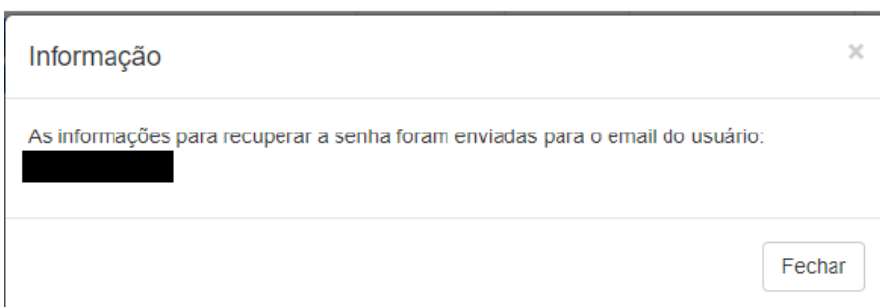 Informação
×
As informações para recuperar a senha foram enviadas para o email do usuário:
Fechar